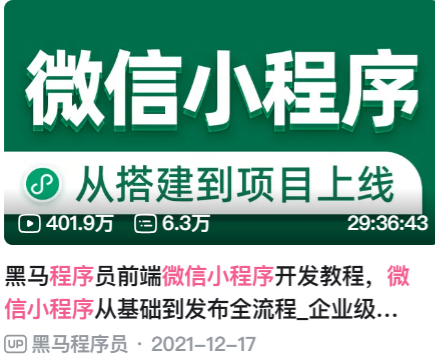 微信小程序
从搭建到项目上线
401.9万 6.3万 29:36:43
黑马程序员前端微信小程序开发教程，微
信小程序从基础到发布全流程_企业级...
UP 黑马程序员 · 2021-12-17